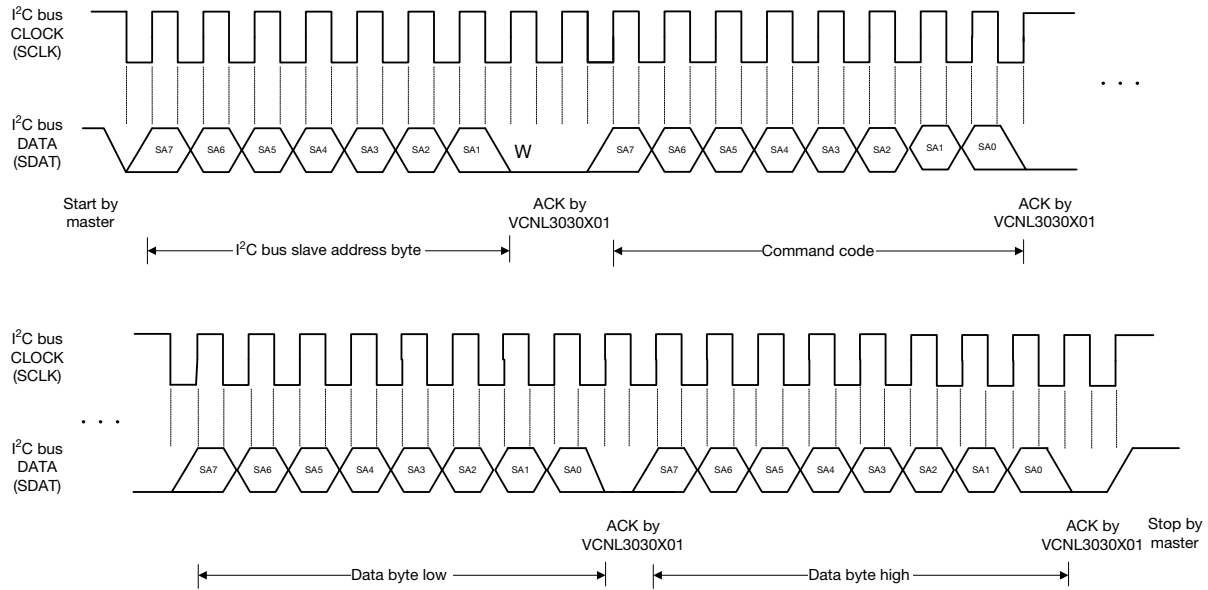 I²C bus
CLOCK
(SCLK)
. . .
I²C bus
DATA
(SDAT)
SA7 SA6 SA5 SA4 SA3 SA2 SA1 W SA7 SA6 SA5 SA4 SA3 SA2 SA1 SA0
Start by
master
ACK by
VCNL3030X01
ACK by
VCNL3030X01
I²C bus slave address byte
Command code
I²C bus
CLOCK
(SCLK)
. . .
I²C bus
DATA
(SDAT)
SA7 SA6 SA5 SA4 SA3 SA2 SA1 SA0 SA7 SA6 SA5 SA4 SA3 SA2 SA1 SA0
ACK by
VCNL3030X01
ACK by
VCNL3030X01
Stop by
master
Data byte low
Data byte high